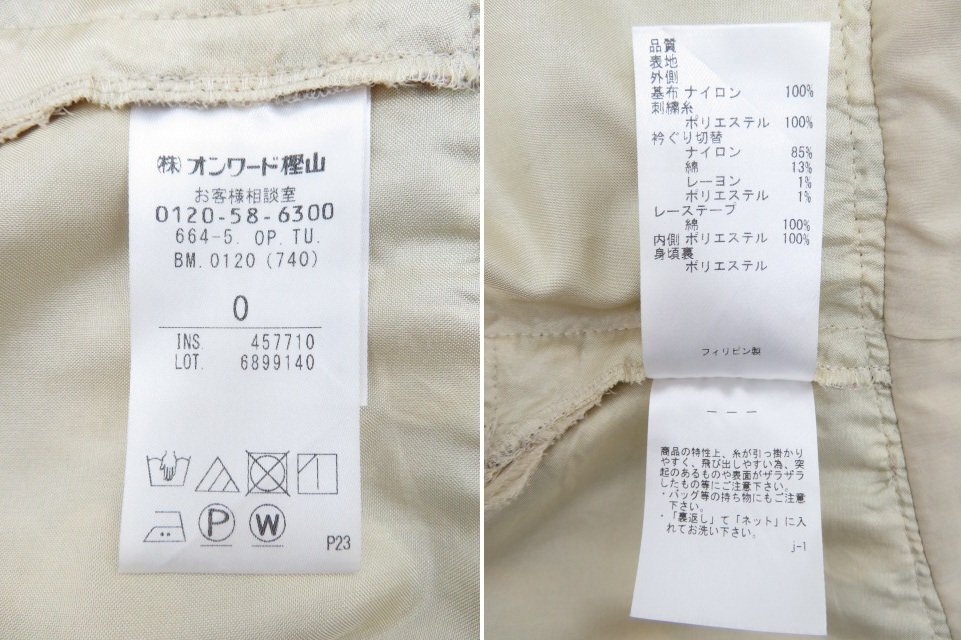 ㈱ オンワード樫山
お客様相談室
0120-58-6300
664-5. OP. TU.
BM. 0120 (740)
0
INS. 457710
LOT. 6899140
P
W
P23
品質
表地
外側
基布 ナイロン 100%
刺繍糸
ポリエステル 100%
衿ぐり切替
ナイロン 85%
綿 13%
レーヨン 1%
ポリエステル 1%
レーステープ
綿 100%
内側 ポリエステル 100%
身頃裏
ポリエステル
フィリピン製
- - -
商品の特性上、糸が引っ掛かり
やすく、飛び出しやすい為、突
起のあるものや表面がザラザラ
したもの等にご注意下さい。
・バッグ等の持ち物にもご注意
下さい。
・「裏返し」て「ネット」に入
れてお洗い下さい。
j-1